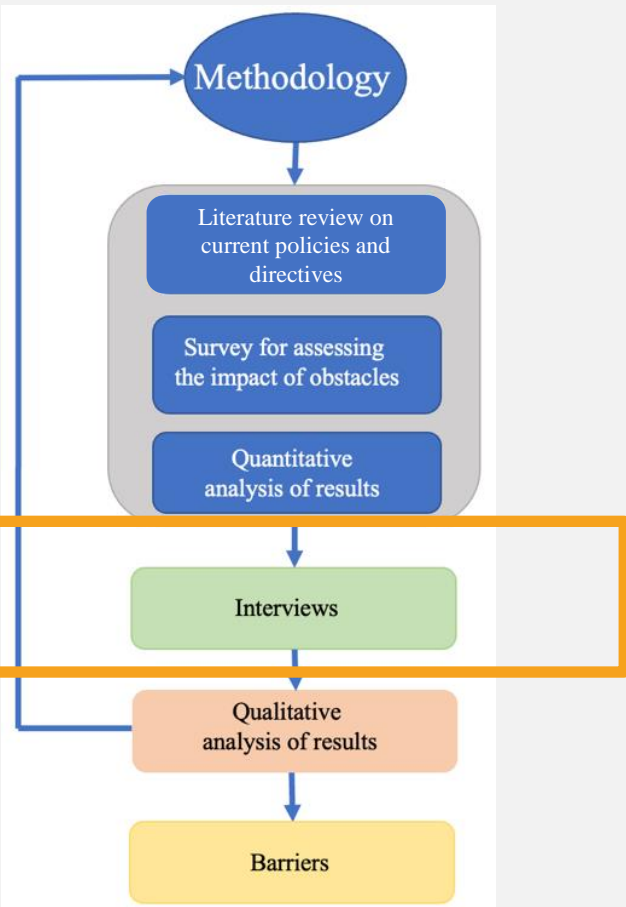 Methodology
Literature review on
current policies and
directives
Survey for assessing
the impact of obstacles
Quantitative
analysis of results
Interviews
Qualitative
analysis of results
Barriers